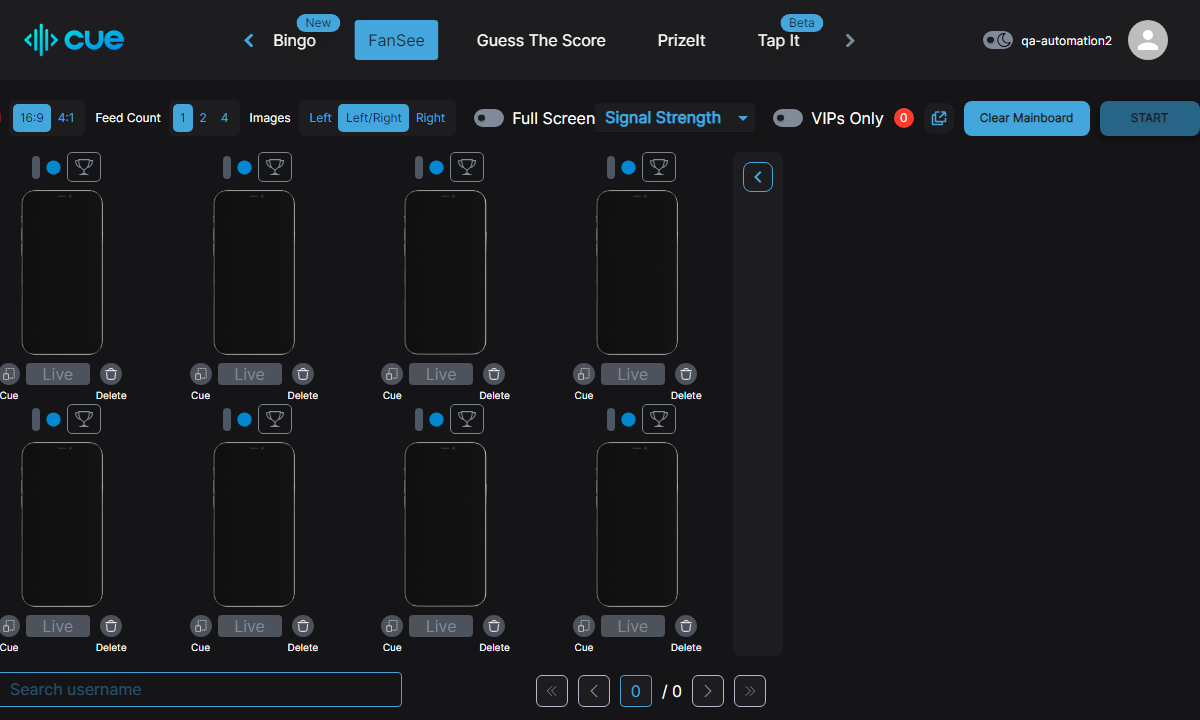 cue
New
Bingo
FanSee
Guess The Score
PrizeIt
Beta
Tap It
qa-automation2
16:9 4:1
Feed Count
1 2 4
Images
Left Left/Right Right
Full Screen
Signal Strength
VIPs Only
0
Clear Mainboard
START
Live Live Live Live
Cue Delete Cue Delete Cue Delete Cue Delete
Live Live Live Live
Cue Delete Cue Delete Cue Delete Cue Delete
Search username
0 / 0